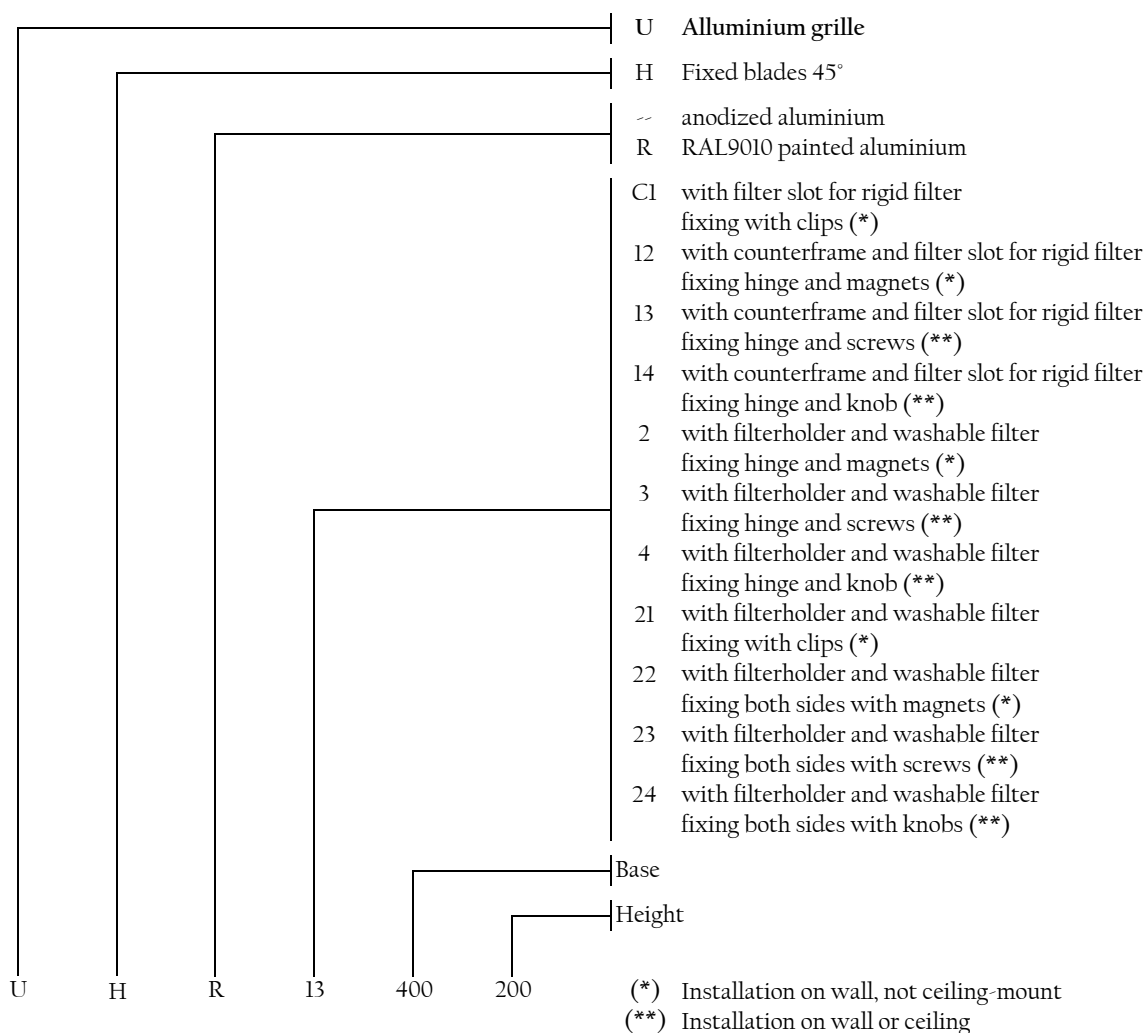 U Alluminium grille
H Fixed blades 45°
-- anodized aluminium
R RAL9010 painted aluminium
C1 with filter slot for rigid filter
fixing with clips (*)
12 with counterframe and filter slot for rigid filter
fixing hinge and magnets (*)
13 with counterframe and filter slot for rigid filter
fixing hinge and screws (**)
14 with counterframe and filter slot for rigid filter
fixing hinge and knob (**)
2 with filterholder and washable filter
fixing hinge and magnets (*)
3 with filterholder and washable filter
fixing hinge and screws (**)
4 with filterholder and washable filter
fixing hinge and knob (**)
21 with filterholder and washable filter
fixing with clips (*)
22 with filterholder and washable filter
fixing both sides with magnets (*)
23 with filterholder and washable filter
fixing both sides with screws (**)
24 with filterholder and washable filter
fixing both sides with knobs (**)
Base
Height
U H R 13 400 200
(*) Installation on wall, not ceiling-mount
(**) Installation on wall or ceiling